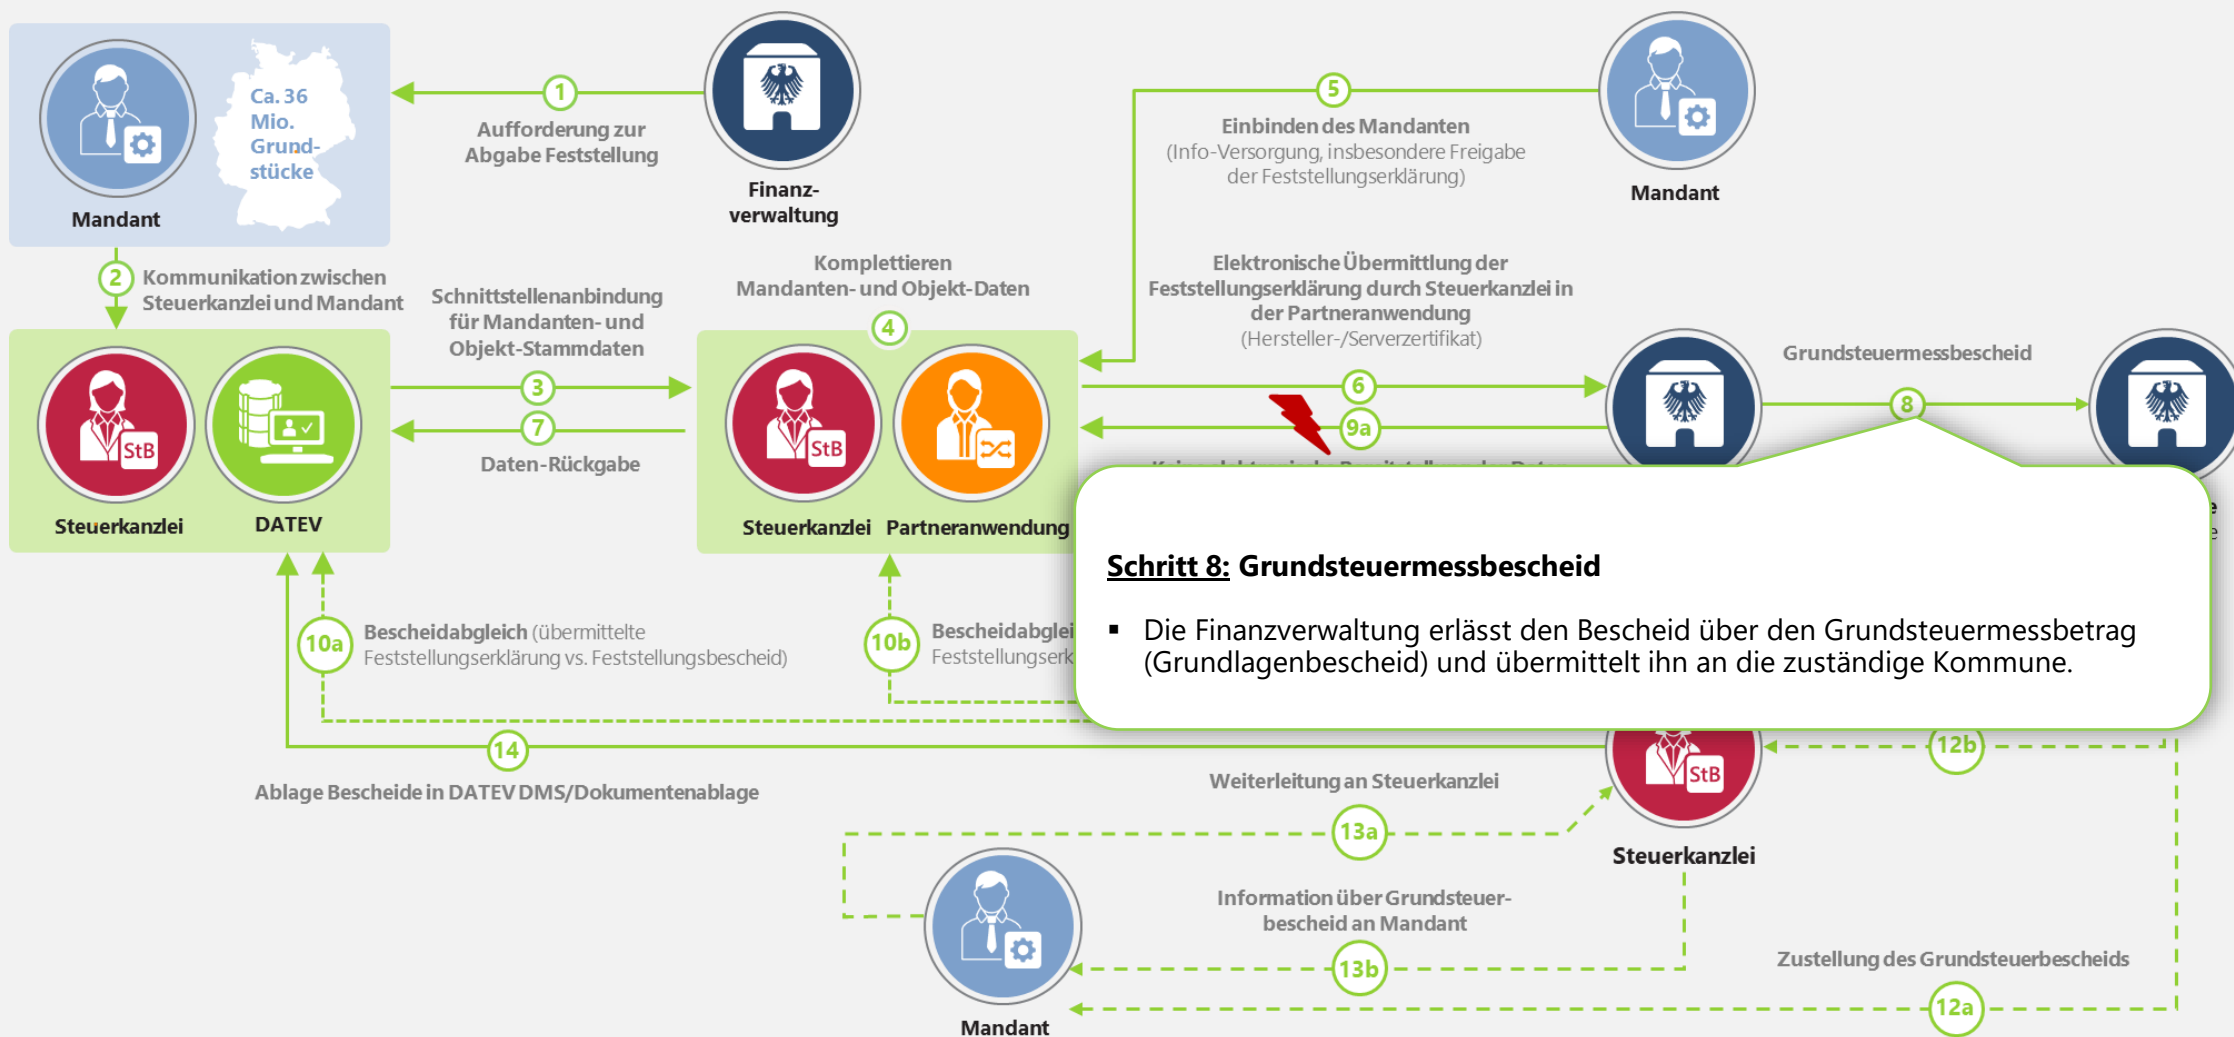 Ca. 36
Mio.
Grund-
stücke
Mandant
1
Aufforderung zur
Abgabe Feststellung
Finanz-
verwaltung
5
Einbinden des Mandanten
(Info-Versorgung, insbesondere Freigabe
der Feststellungserklärung)
Mandant
2
Kommunikation zwischen
Steuerkanzlei und Mandant
Schnittstellenanbindung
für Mandanten- und
Objekt-Stammdaten
3
7
Daten-Rückgabe
StB
Steuerkanzlei
DATEV
Komplettieren
Mandanten- und Objekt-Daten
4
StB
Steuerkanzlei
Partneranwendung
Elektronische Übermittlung der
Feststellungserklärung durch Steuerkanzlei in
der Partneranwendung
(Hersteller-/Serverzertifikat)
6
9a
Grundsteuermessbescheid
8
Schritt 8: Grundsteuermessbescheid
▪ Die Finanzverwaltung erlässt den Bescheid über den Grundsteuermessbetrag
(Grundlagenbescheid) und übermittelt ihn an die zuständige Kommune.
10a
Bescheidabgleich (übermittelte
Feststellungserklärung vs. Feststellungsbescheid)
10b
14
Ablage Bescheide in DATEV DMS/Dokumentenablage
StB
Steuerkanzlei
12b
Weiterleitung an Steuerkanzlei
13a
Information über Grundsteuer-
bescheid an Mandant
13b
Mandant
Zustellung des Grundsteuerbescheids
12a